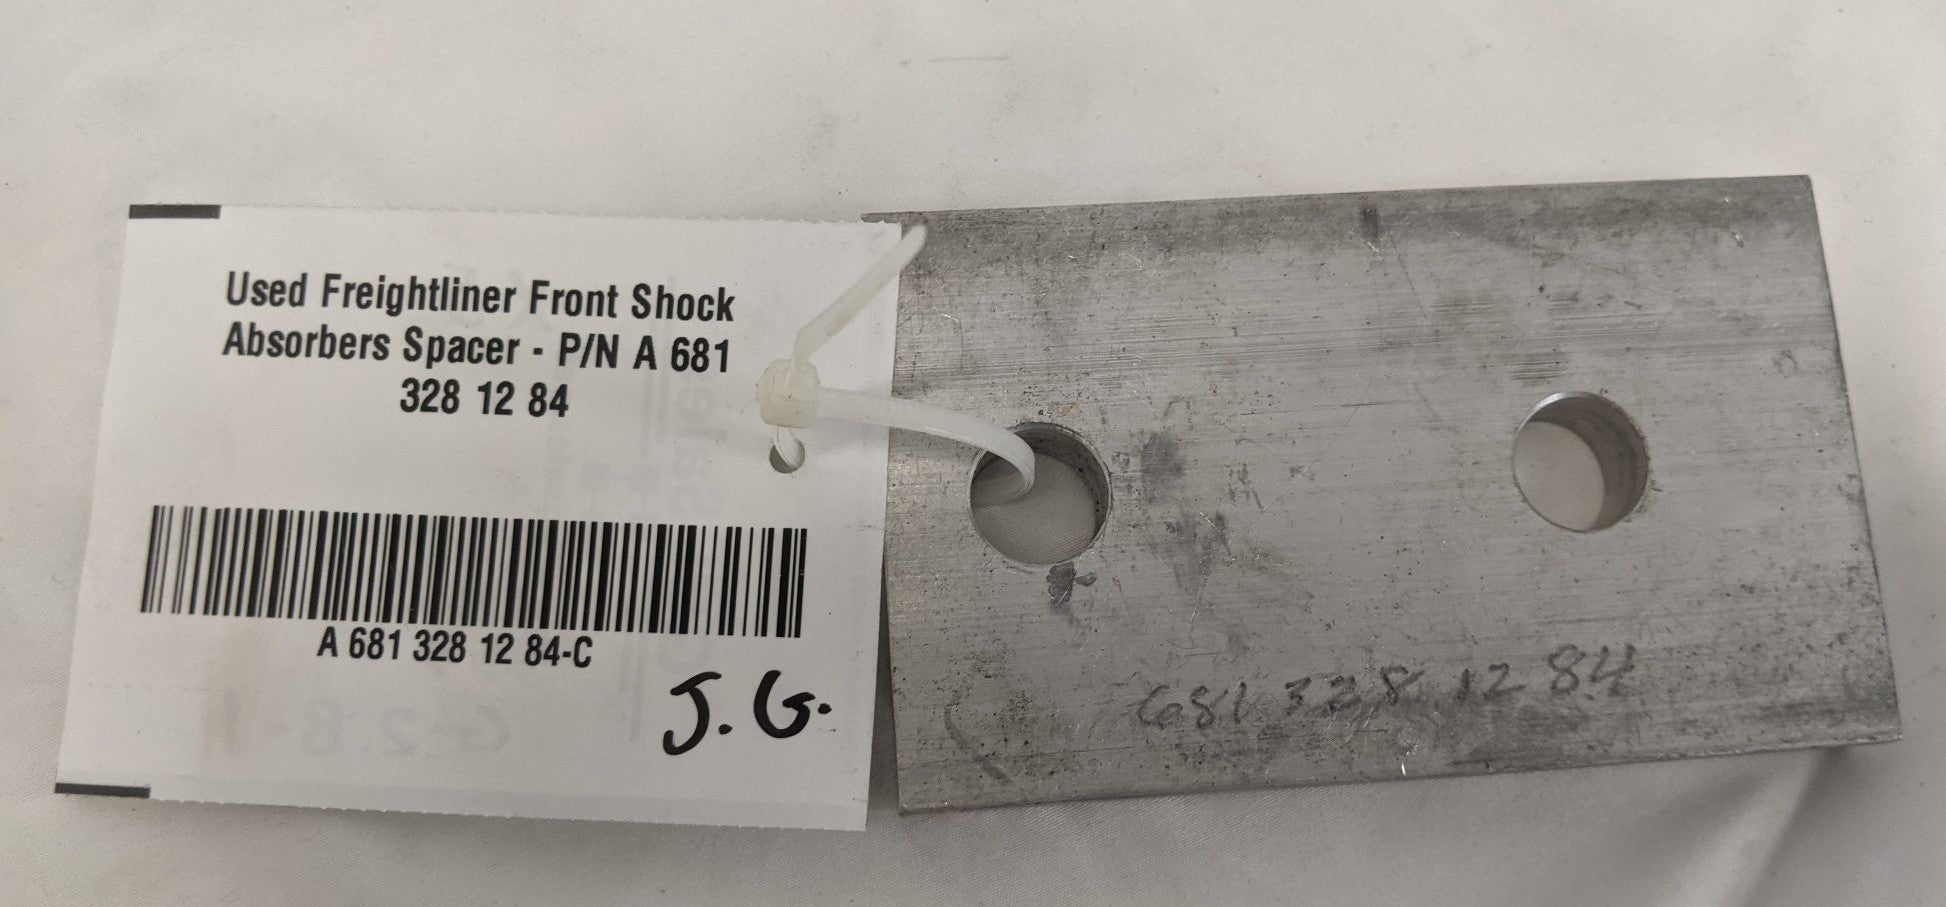 Used Freightliner Front Shock
Absorbers Spacer - P/N A 681
328 12 84
A 681 328 12 84-C
J.G.
681 328 12 84